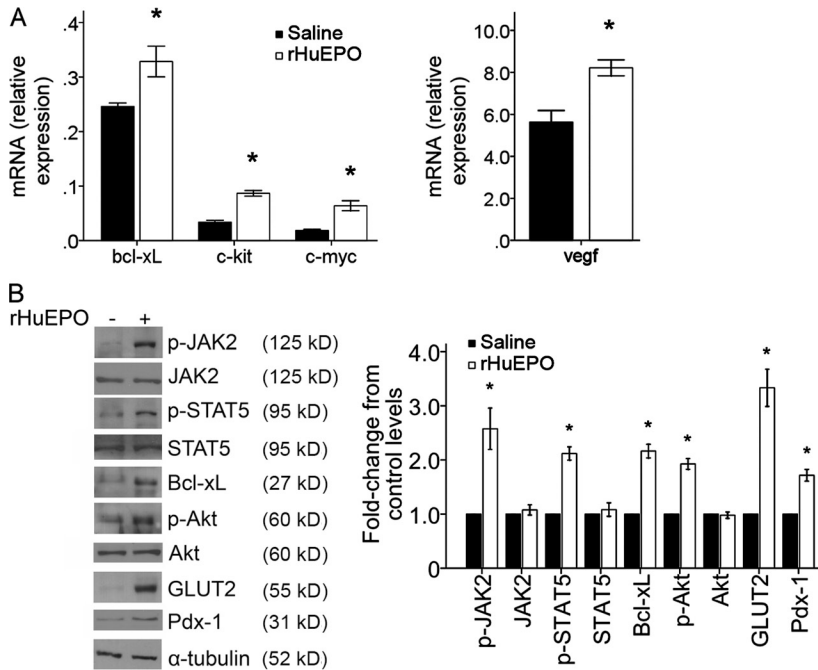 A
mRNA (relative
expression)
.4
.3
.2
.1
.0
Saline
rHuEPO
*
*
*
bcl-xL
c-kit
c-myc
mRNA (relative
expression)
8.0
6.0
4.0
2.0
0.0
*
vegf
B
rHuEPO - +
p-JAK2 (125 kD)
JAK2 (125 kD)
p-STAT5 (95 kD)
STAT5 (95 kD)
Bcl-xL (27 kD)
p-Akt (60 kD)
Akt (60 kD)
GLUT2 (55 kD)
Pdx-1 (31 kD)
α-tubulin (52 kD)
Fold-change from
control levels
4.0
3.0
2.0
1.0
0
Saline
rHuEPO
*
*
*
*
*
*
p-JAK2
JAK2
p-STAT5
STAT5
Bcl-xL
p-Akt
Akt
GLUT2
Pdx-1